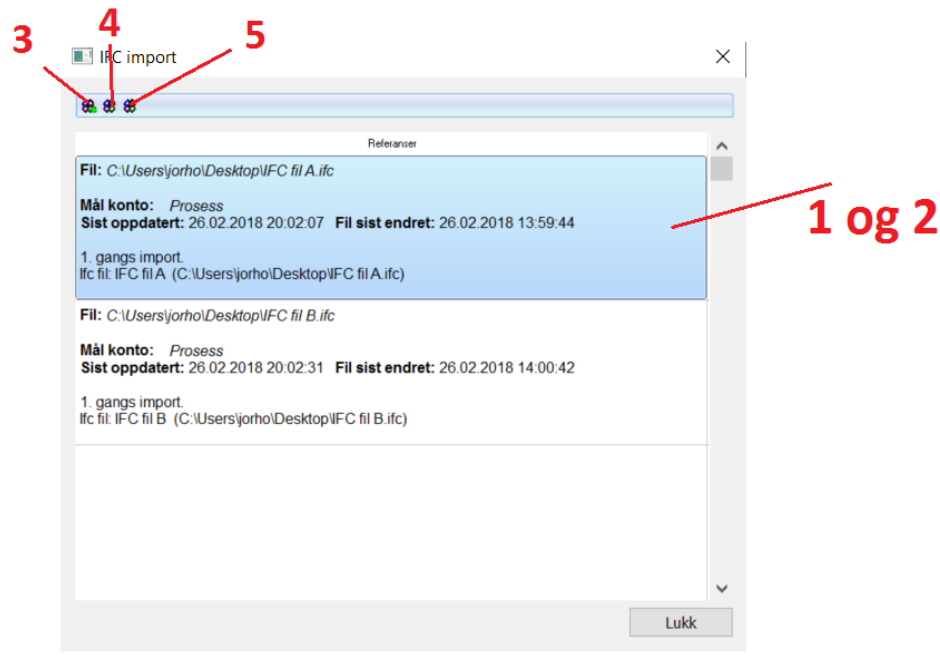 3
4
5
IFC import
Referanser
Fil: C:\Users\jorho\Desktop\IFC fil A.ifc
Mål konto: Prosess
Sist oppdatert: 26.02.2018 20:02:07 Fil sist endret: 26.02.2018 13:59:44
1 og 2
1. gangs import.
Ifc fil: IFC fil A (C:\Users\jorho\Desktop\IFC fil A.ifc)
Fil: C:\Users\jorho\Desktop\IFC fil B.ifc
Mål konto: Prosess
Sist oppdatert: 26.02.2018 20:02:31 Fil sist endret: 26.02.2018 14:00:42
1. gangs import.
Ifc fil: IFC fil B (C:\Users\jorho\Desktop\IFC fil B.ifc)
Lukk